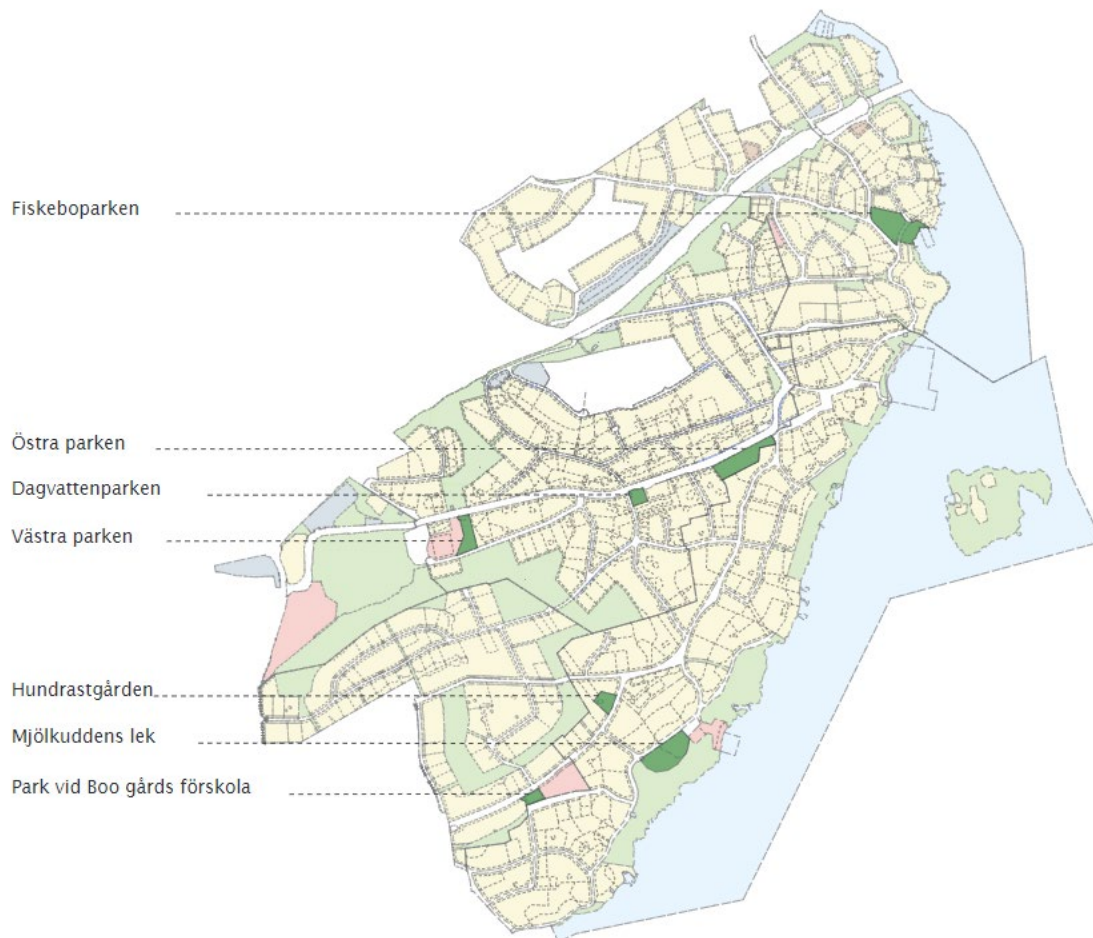 Fiskeboparken
Östra parken
Dagvattenparken
Västra parken
Hundrastgården
Mjölkuddens lek
Park vid Boo gårds förskola